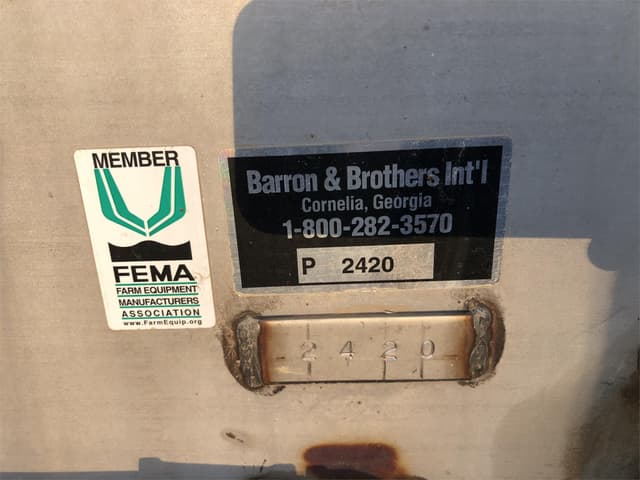 MEMBER
FEMA
FARM EQUIPMENT
MANUFACTURERS
ASSOCIATION
www.FarmEquip.org
Barron & Brothers Int'l
Cornelia, Georgia
1-800-282-3570
P 2420
2420